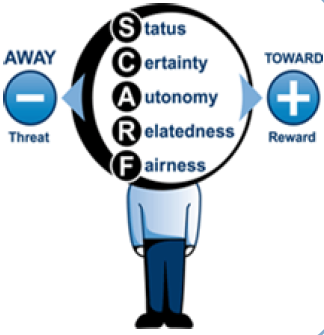 Status
Certainty
Autonomy
Relatedness
Fairness
AWAY
−
Threat
TOWARD
+
Reward